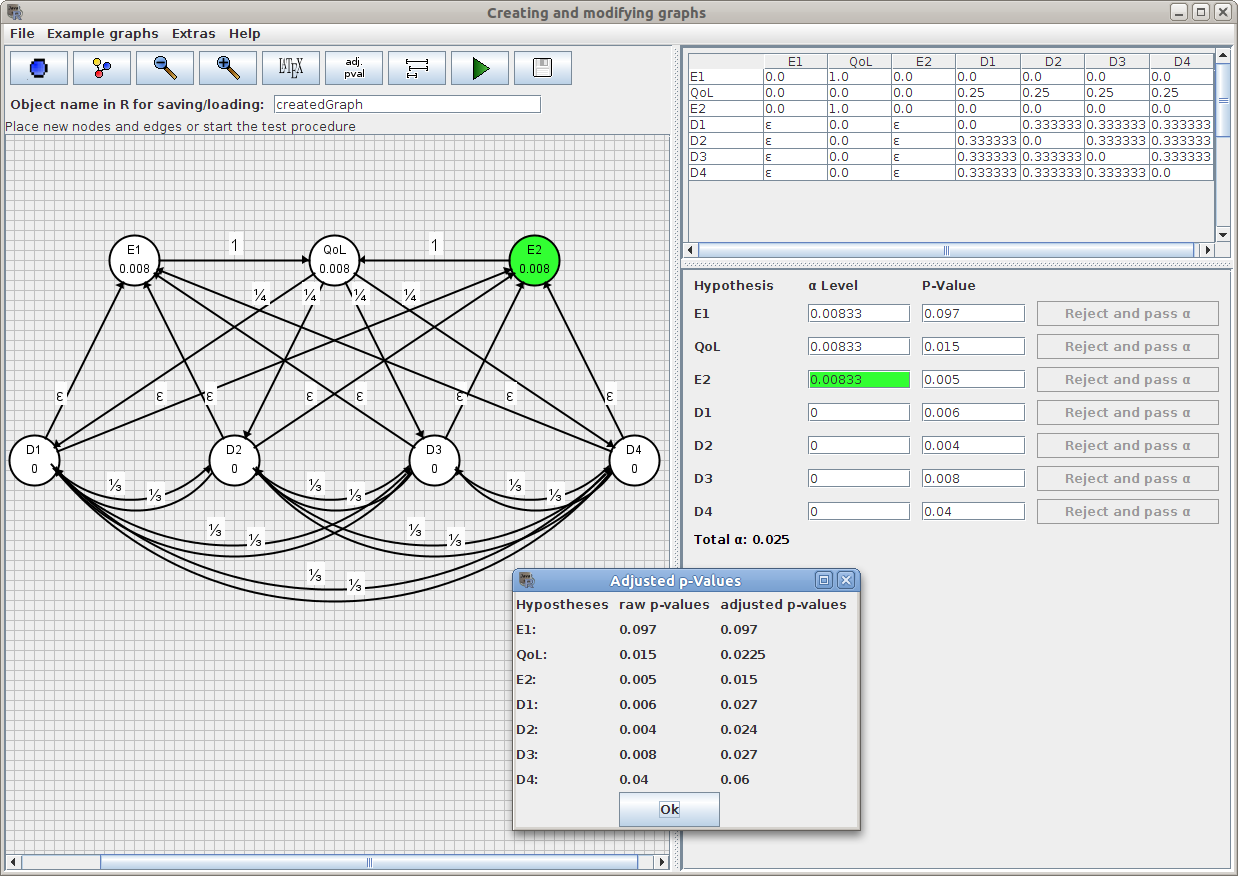 Creating and modifying graphs
File Example graphs Extras Help
LATEX adj. pval
Object name in R for saving/loading: createdGraph
Place new nodes and edges or start the test procedure
E1 QoL E2 D1 D2 D3 D4
E1 0.0 1.0 0.0 0.0 0.0 0.0 0.0
QoL 0.0 0.0 0.0 0.25 0.25 0.25 0.25
E2 0.0 1.0 0.0 0.0 0.0 0.0 0.0
D1 ε 0.0 ε 0.0 0.333333 0.333333 0.333333
D2 ε 0.0 ε 0.333333 0.0 0.333333 0.333333
D3 ε 0.0 ε 0.333333 0.333333 0.0 0.333333
D4 ε 0.0 ε 0.333333 0.333333 0.333333 0.0
1 1
E1 QoL E2
0.008 0.008 0.008
¼ ¼ ¼ ¼
ε ε ε ε ε ε ε ε
D1 D2 D3 D4
0 0 0 0
⅓ ⅓ ⅓ ⅓ ⅓ ⅓
⅓ ⅓ ⅓ ⅓
⅓ ⅓
Hypothesis α Level P-Value
E1 0.00833 0.097 Reject and pass α
QoL 0.00833 0.015 Reject and pass α
E2 0.00833 0.005 Reject and pass α
D1 0 0.006 Reject and pass α
D2 0 0.004 Reject and pass α
D3 0 0.008 Reject and pass α
D4 0 0.04 Reject and pass α
Total α: 0.025
Adjusted p-Values
Hypostheses raw p-values adjusted p-values
E1: 0.097 0.097
QoL: 0.015 0.0225
E2: 0.005 0.015
D1: 0.006 0.027
D2: 0.004 0.024
D3: 0.008 0.027
D4: 0.04 0.06
Ok